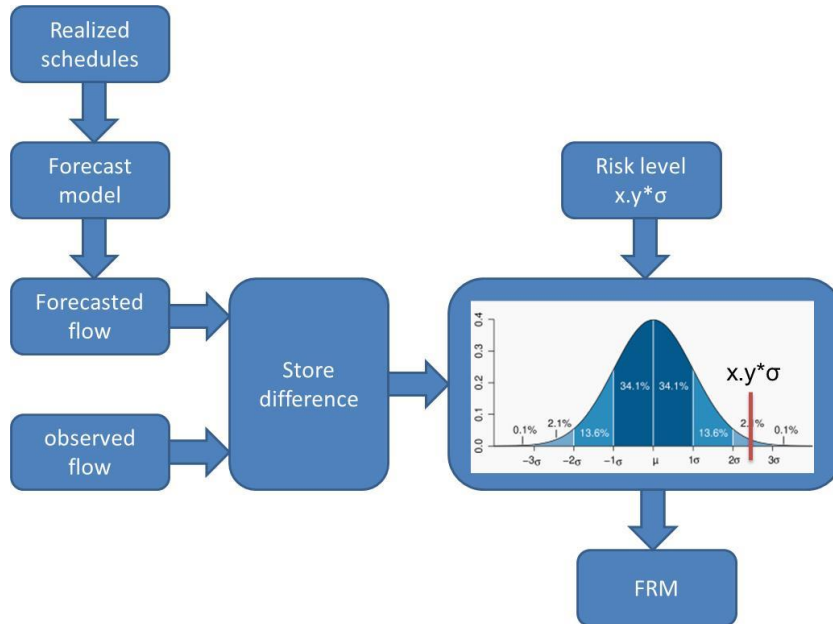 Realized
schedules
Forecast
model
Risk level
x.y*σ
Forecasted
flow
observed
flow
Store
difference
0.4
0.3
0.2
0.1
0.0
x.y*σ
34.1% 34.1%
0.1% 2.1% 13.6% 13.6% 0.1%
−3σ −2σ −1σ μ 1σ 2σ 3σ
FRM